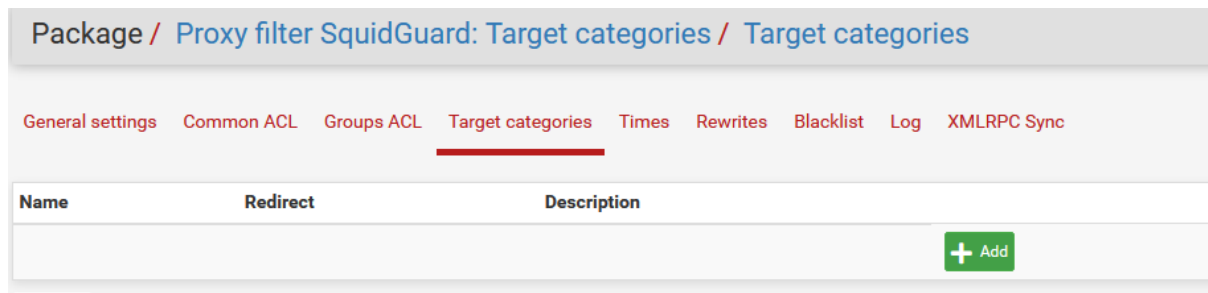 Package / Proxy filter SquidGuard: Target categories / Target categories
General settings Common ACL Groups ACL Target categories Times Rewrites Blacklist Log XMLRPC Sync
Name Redirect Description
Add